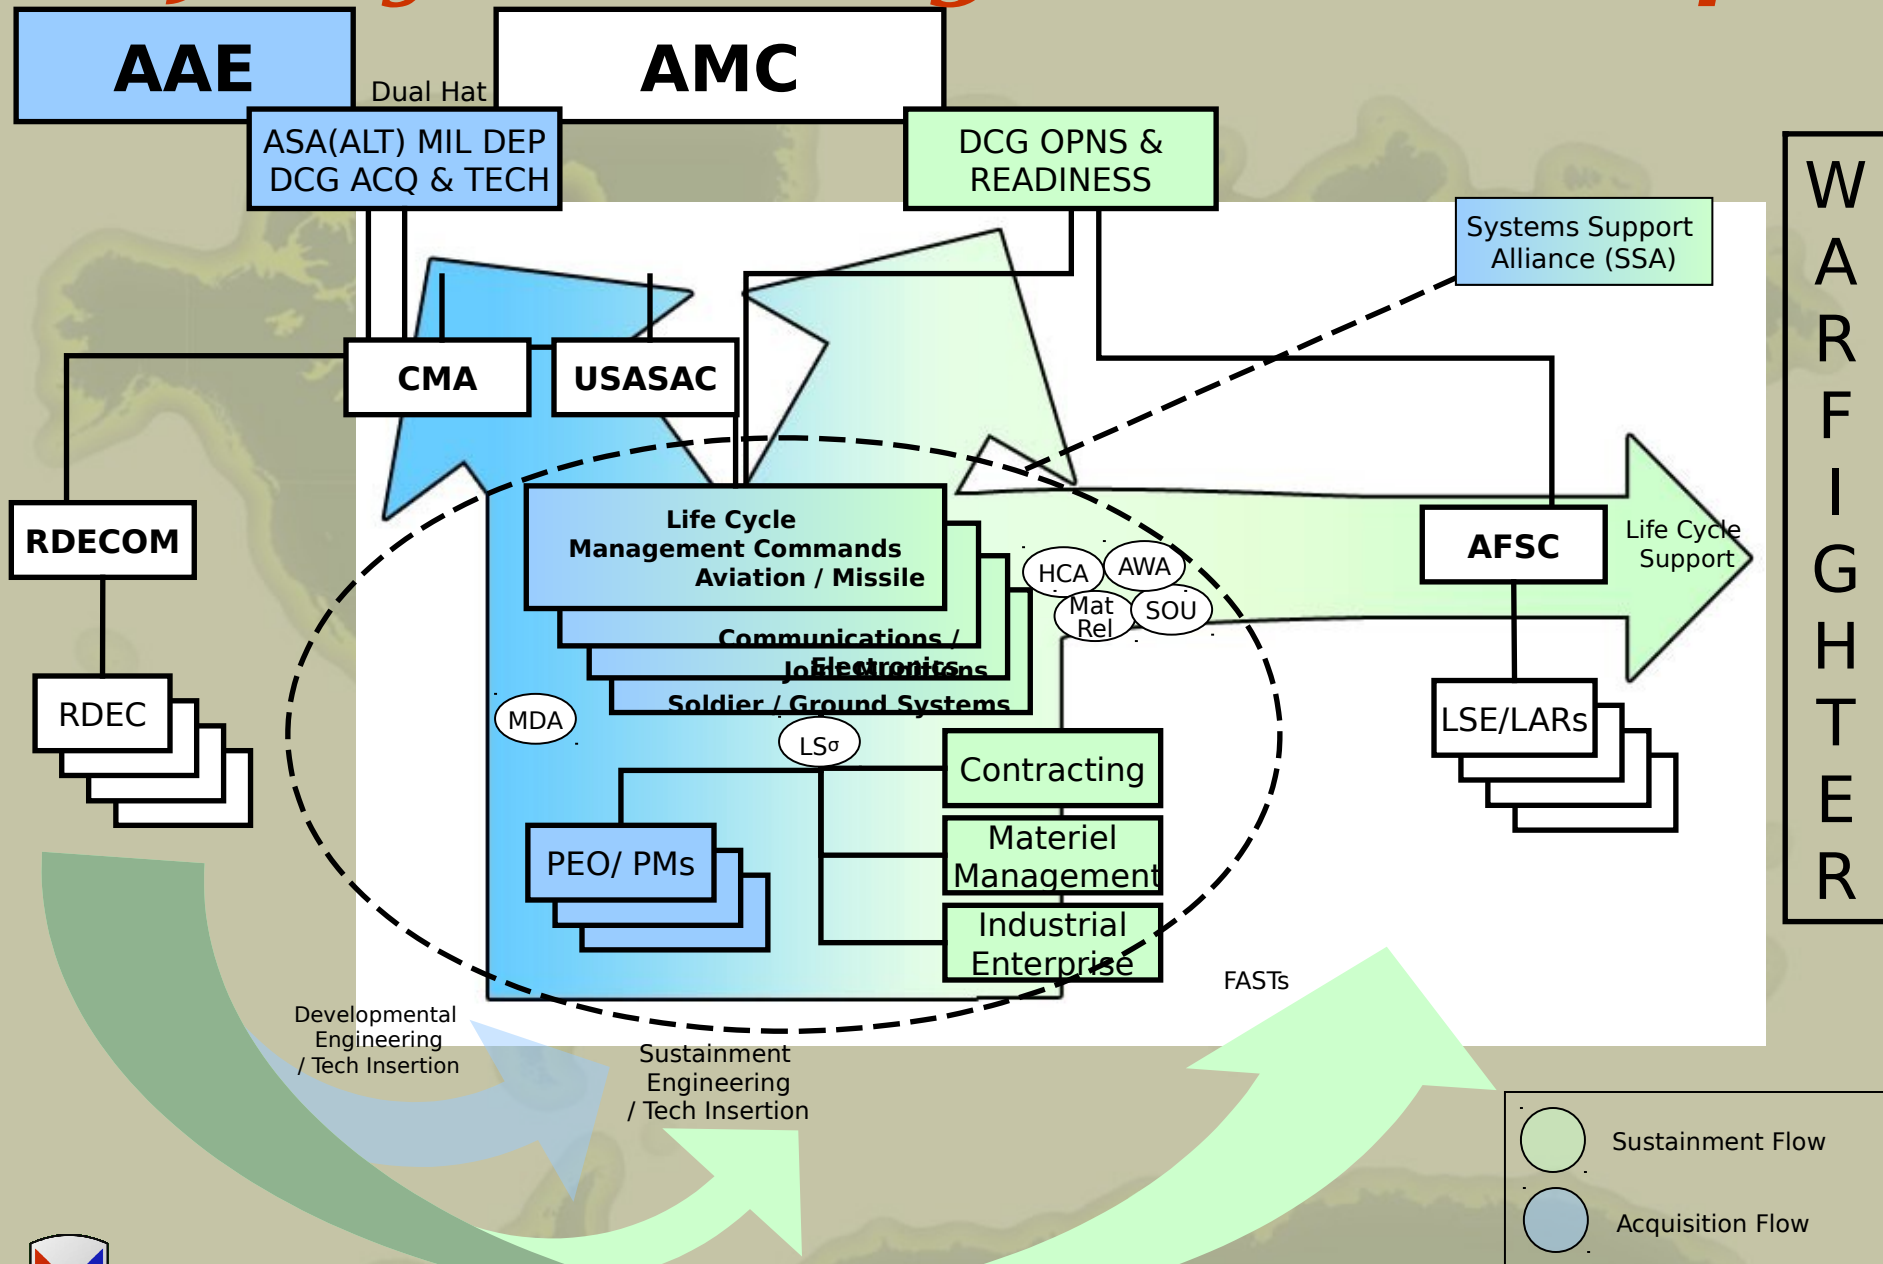 AAE
AMC
Dual Hat
ASA(ALT) MIL DEP
DCG ACQ & TECH
DCG OPNS &
READINESS
Systems Support
Alliance (SSA)
W
A
R
F
I
G
H
T
E
R
CMA
USASAC
RDECOM
Life Cycle
Management Commands
Aviation / Missile
HCA
AWA
Mat
Rel
SOU
AFSC
Life Cycle
Support
Communications /
Electronics
Joint Munitions
Soldier / Ground Systems
RDEC
MDA
LSσ
LSE/LARs
Contracting
PEO/ PMs
Materiel
Management
Industrial
Enterprise
FASTs
Developmental
Engineering
/ Tech Insertion
Sustainment
Engineering
/ Tech Insertion
Sustainment Flow
Acquisition Flow